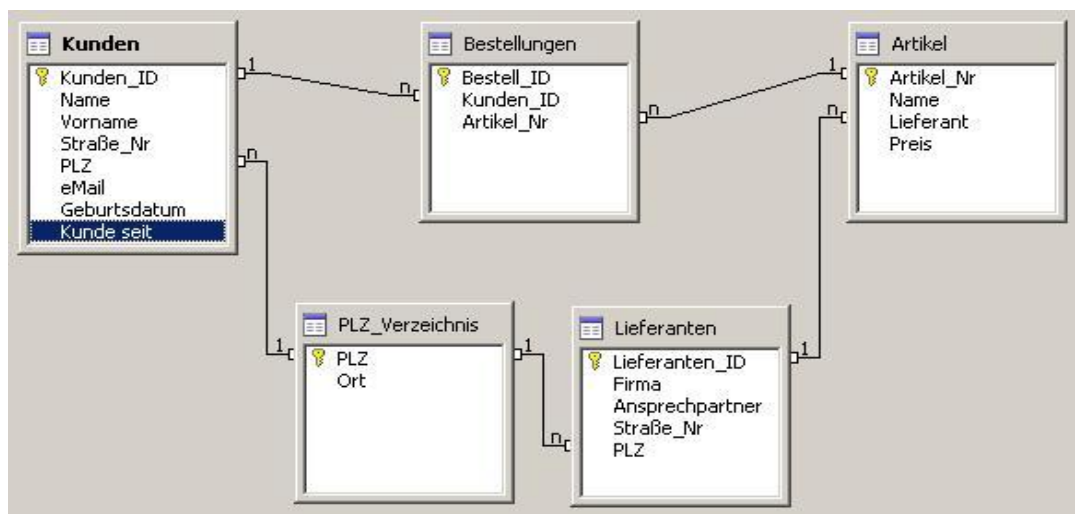 Kunden
Kunden_ID
Name
Vorname
Straße_Nr
PLZ
eMail
Geburtsdatum
Kunde seit
1
n
n
Bestellungen
Bestell_ID
Kunden_ID
Artikel_Nr
n
1
n
Artikel
Artikel_Nr
Name
Lieferant
Preis
1
PLZ_Verzeichnis
PLZ
Ort
1
n
Lieferanten
Lieferanten_ID
Firma
Ansprechpartner
Straße_Nr
PLZ
1